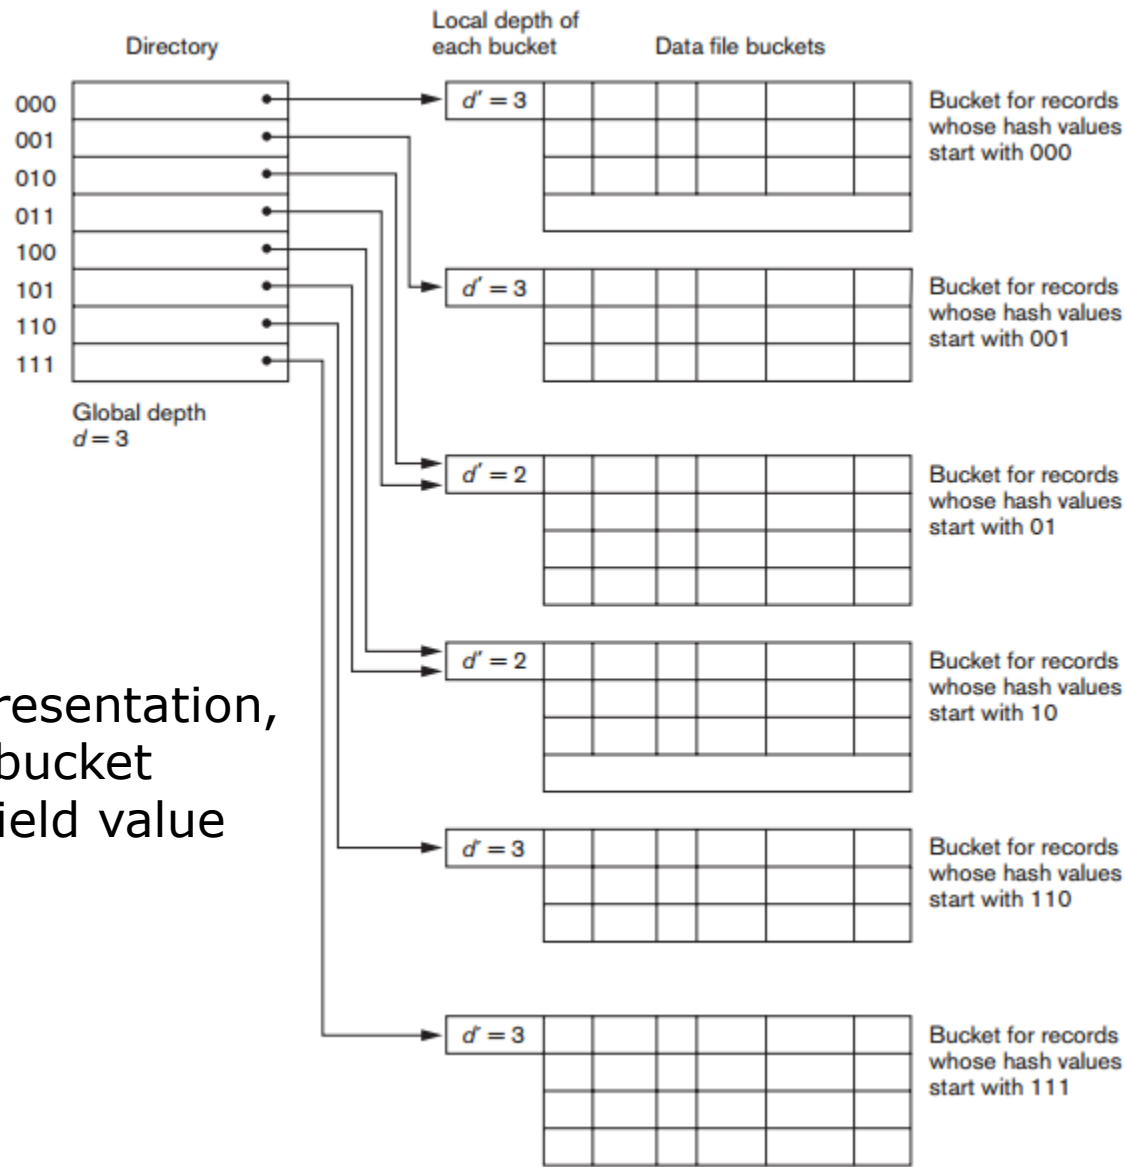 Directory
Local depth of
each bucket
Data file buckets
000
001
010
011
100
101
110
111
Global depth
d = 3
d′ = 3
Bucket for records
whose hash values
start with 000
d′ = 3
Bucket for records
whose hash values
start with 001
d′ = 2
Bucket for records
whose hash values
start with 01
d′ = 2
Bucket for records
whose hash values
start with 10
resentation,
bucket
ield value
d′ = 3
Bucket for records
whose hash values
start with 110
d′ = 3
Bucket for records
whose hash values
start with 111